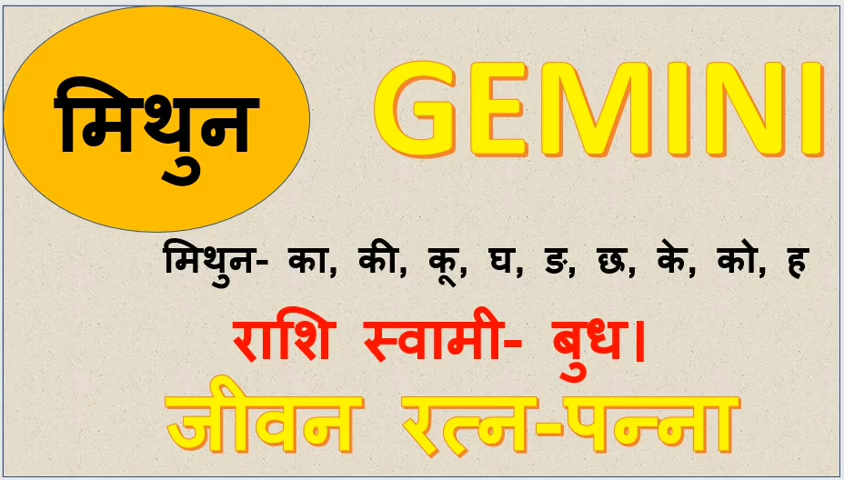 मिथुन
GEMINI
मिथुन- का, की, कू, घ, ङ, छ, के, को, ह
राशि स्वामी- बुध।
जीवन रत्न-पन्ना